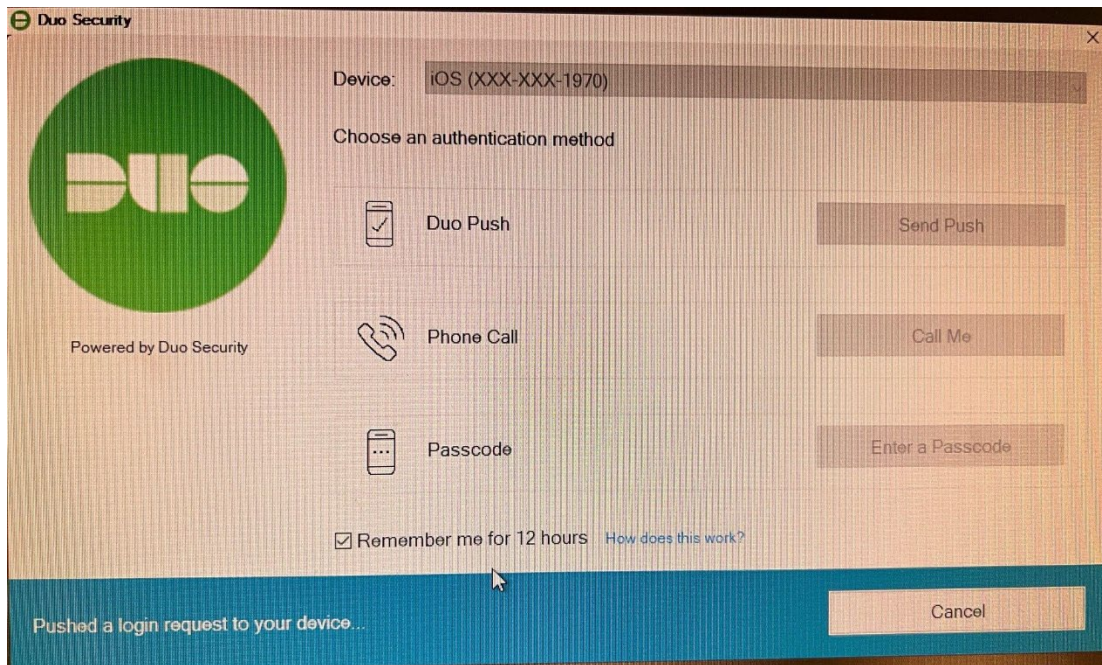 Duo Security
Device: iOS (XXX-XXX-1970)
Choose an authentication method
DUO
Duo Push Send Push
Phone Call Call Me
Powered by Duo Security
Passcode Enter a Passcode
Remember me for 12 hours How does this work?
Pushed a login request to your device... Cancel